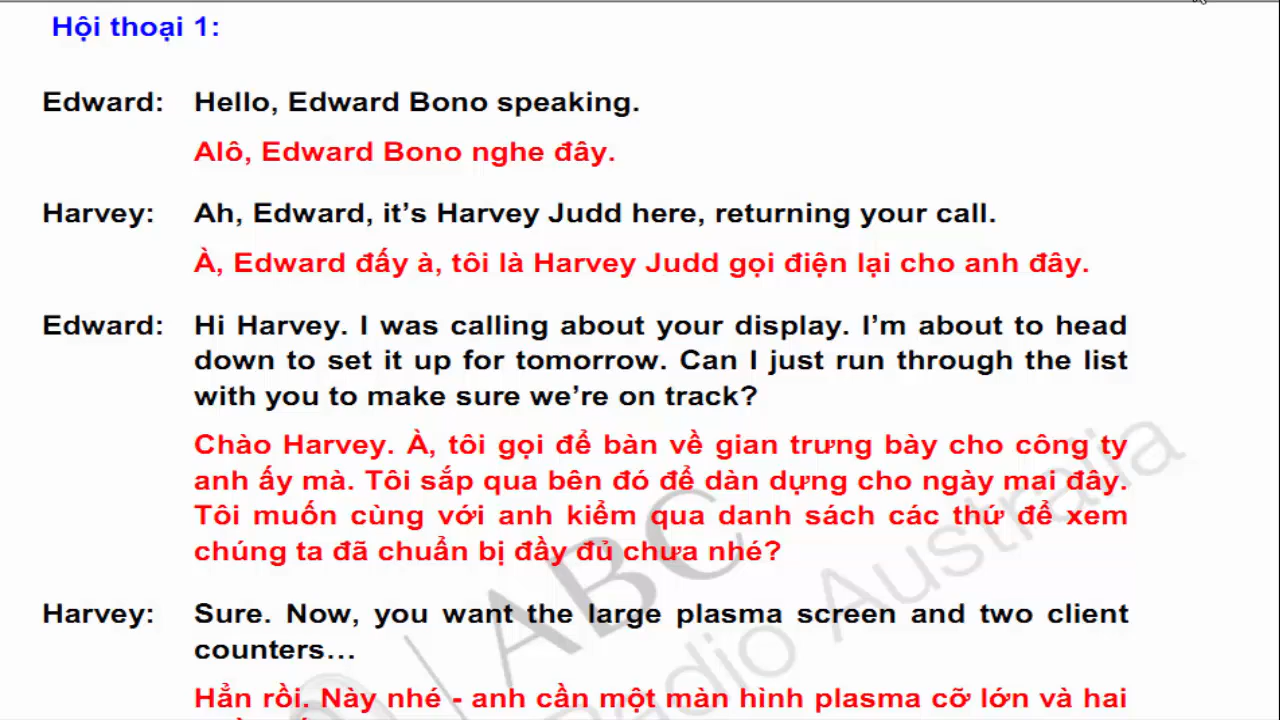 Hội thoại 1:
Edward: Hello, Edward Bono speaking.
Alô, Edward Bono nghe đây.
Harvey: Ah, Edward, it’s Harvey Judd here, returning your call.
À, Edward đấy à, tôi là Harvey Judd gọi điện lại cho anh đây.
Edward: Hi Harvey. I was calling about your display. I’m about to head
down to set it up for tomorrow. Can I just run through the list
with you to make sure we’re on track?
Chào Harvey. À, tôi gọi để bàn về gian trưng bày cho công ty
anh ấy mà. Tôi sắp qua bên đó để dàn dựng cho ngày mai đây.
Tôi muốn cùng với anh kiểm qua danh sách các thứ để xem
chúng ta đã chuẩn bị đầy đủ chưa nhé?
Harvey: Sure. Now, you want the large plasma screen and two client
counters…
Hẳn rồi. Này nhé - anh cần một màn hình plasma cỡ lớn và hai
ABC
Radio Australia